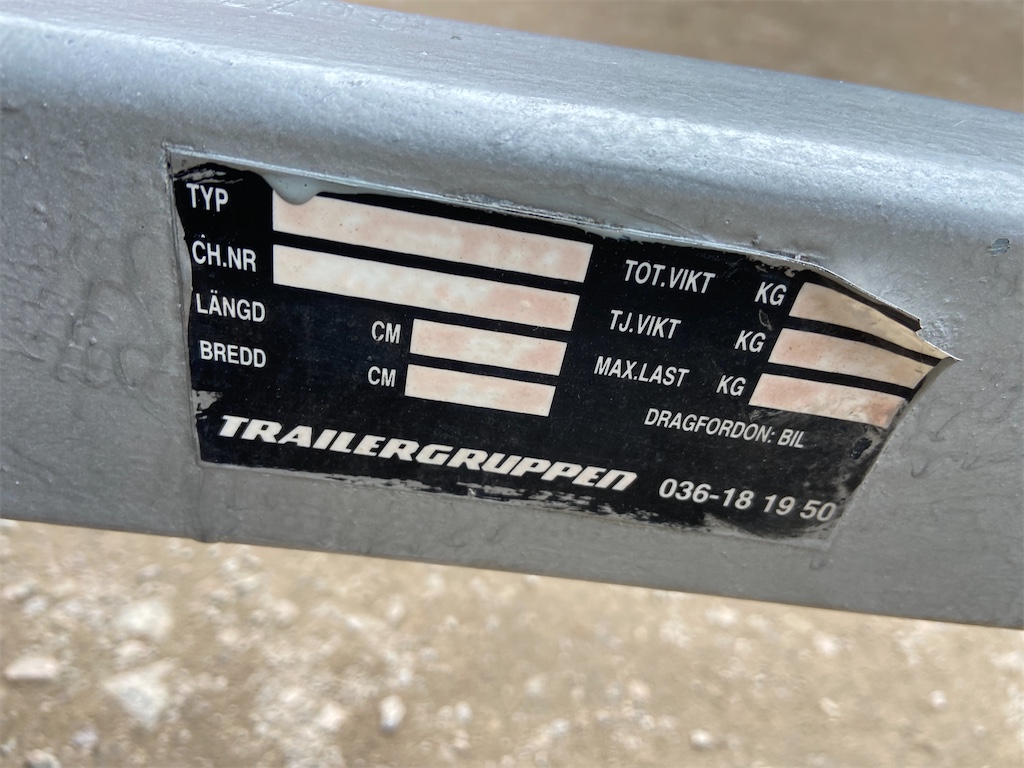 TYP
CH.NR
LÄNGD CM
BREDD CM
TOT.VIKT KG
TJ.VIKT KG
MAX.LAST KG
DRAGFORDON: BIL
TRAILERGRUPPEN 036-18 19 50